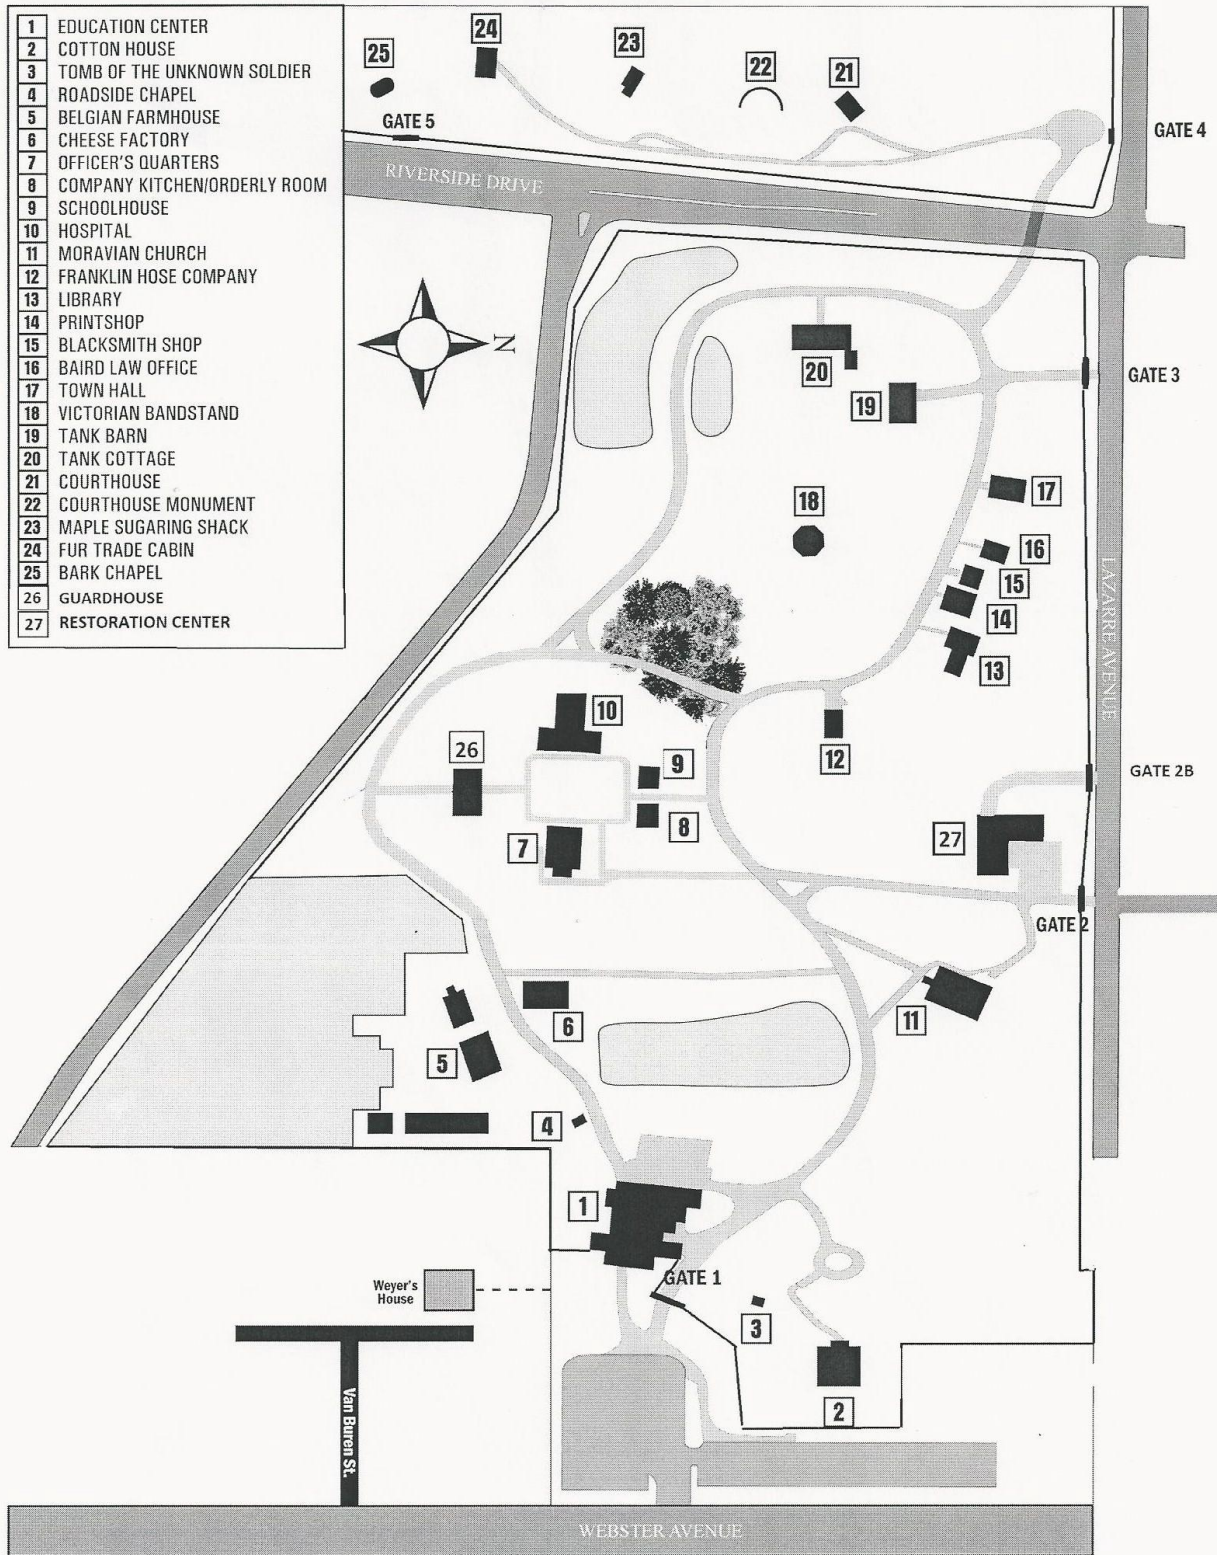 1 EDUCATION CENTER
2 COTTON HOUSE
3 TOMB OF THE UNKNOWN SOLDIER
4 ROADSIDE CHAPEL
5 BELGIAN FARMHOUSE
6 CHEESE FACTORY
7 OFFICER'S QUARTERS
8 COMPANY KITCHEN/ORDERLY ROOM
9 SCHOOLHOUSE
10 HOSPITAL
11 MORAVIAN CHURCH
12 FRANKLIN HOSE COMPANY
13 LIBRARY
14 PRINTSHOP
15 BLACKSMITH SHOP
16 BAIRD LAW OFFICE
17 TOWN HALL
18 VICTORIAN BANDSTAND
19 TANK BARN
20 TANK COTTAGE
21 COURTHOUSE
22 COURTHOUSE MONUMENT
23 MAPLE SUGARING SHACK
24 FUR TRADE CABIN
25 BARK CHAPEL
26 GUARDHOUSE
27 RESTORATION CENTER
24
23
25
22
21
GATE 5
GATE 4
RIVERSIDE DRIVE
N
20
GATE 3
19
17
18
16
15
14
13
LAZARRE AVENUE
10
26
9
12
GATE 2B
8
7
27
GATE 2
11
6
5
4
1
GATE 1
Weyer's
House
3
2
Van Buren St.
WEBSTER AVENUE